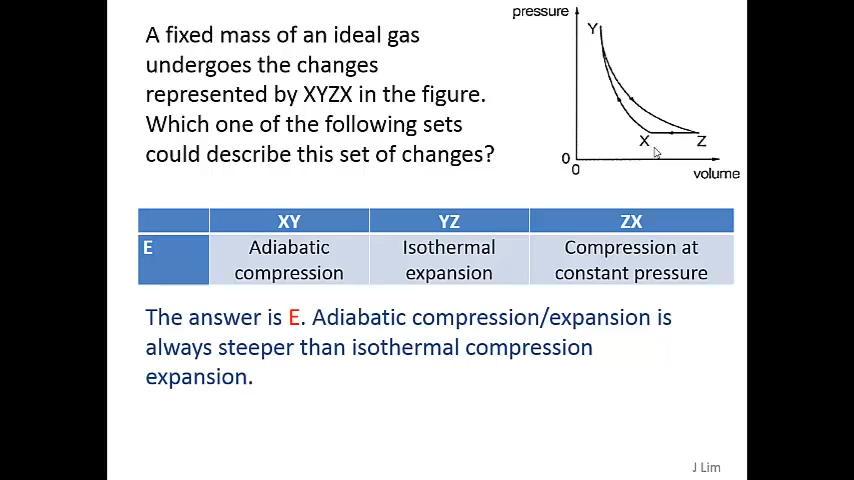 A fixed mass of an ideal gas
undergoes the changes
represented by XYZX in the figure.
Which one of the following sets
could describe this set of changes?
pressure
Y
X
Z
0
0
volume
XY YZ ZX
E Adiabatic compression Isothermal expansion Compression at constant pressure
The answer is E. Adiabatic compression/expansion is
always steeper than isothermal compression
expansion.
J Lim